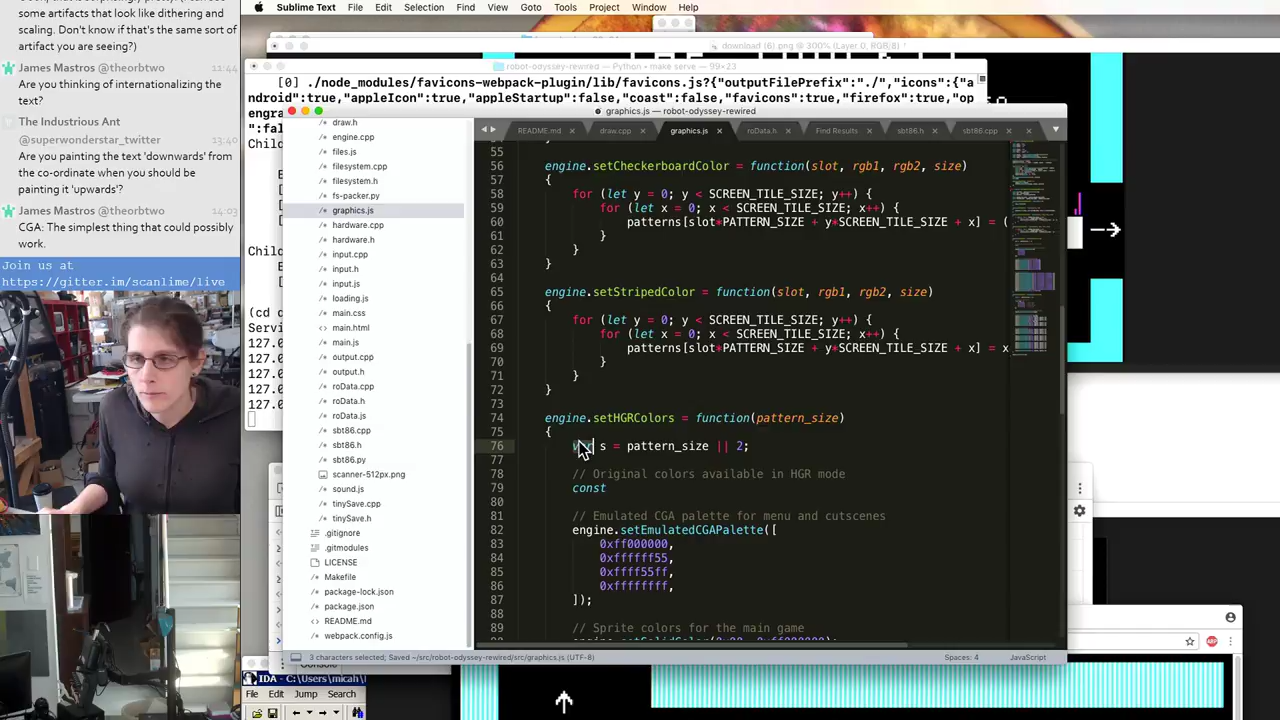 Sublime Text File Edit Selection Find View Goto Tools Project Window Help
some artifacts that look like dithering and
scaling. Don't know that's the same sort of
artifact you are seeing?)
James Mastros @theorbtwo 11:44
Are you thinking of internationalizing the
text?
The Industrious Ant
@superwonderstar_twitter 13:40
Are you painting the text 'downwards' from
the co-ordinate when you should be
painting it 'upwards'?
James Mastros @theorbtwo 14:03
CGA: The simplest thing that could possibly
work.
Join us at
https://gitter.im/scanlime/live
download (6).png @ 300% (Layer 0, RGB/8)
robot-odyssey-rewired — Python • make serve — 99×23
[0] ./node_modules/favicons-webpack-plugin/lib/favicons.js?{"outputFilePrefix":"./","icons":{"a
ndroid":true,"appleIcon":true,"appleStartup":false,"coast":false,"favicons":true,"firefox":true,"op
engra
":fal
Child
E
[
[
[
Child
E
[
(cd d
Servi
127.0
127.0
127.0
127.0
graphics.js — robot-odyssey-rewired
README.md draw.cpp graphics.js roData.h Find Results sbt86.h sbt86.cpp
draw.h
engine.cpp
files.js
filesystem.cpp
filesystem.h
fs-packer.py
graphics.js
hardware.cpp
hardware.h
input.cpp
input.h
input.js
loading.js
main.css
main.html
main.js
output.cpp
output.h
roData.cpp
roData.h
roData.js
sbt86.cpp
sbt86.h
sbt86.py
scanner-512px.png
sound.js
tinySave.cpp
tinySave.h
.gitignore
.gitmodules
LICENSE
Makefile
package-lock.json
package.json
README.md
webpack.config.js
55
56 engine.setCheckerboardColor = function(slot, rgb1, rgb2, size)
57 {
58 for (let y = 0; y < SCREEN_TILE_SIZE; y++) {
59 for (let x = 0; x < SCREEN_TILE_SIZE; x++) {
60 patterns[slot*PATTERN_SIZE + y*SCREEN_TILE_SIZE + x] = (
61 }
62 }
63 }
64
65 engine.setStripedColor = function(slot, rgb1, rgb2, size)
66 {
67 for (let y = 0; y < SCREEN_TILE_SIZE; y++) {
68 for (let x = 0; x < SCREEN_TILE_SIZE; x++) {
69 patterns[slot*PATTERN_SIZE + y*SCREEN_TILE_SIZE + x] = x
70 }
71 }
72 }
73
74 engine.setHGRColors = function(pattern_size)
75 {
76 var s = pattern_size || 2;
77
78 // Original colors available in HGR mode
79 const
80
81 // Emulated CGA palette for menu and cutscenes
82 engine.setEmulatedCGAPalette([
83 0xff000000,
84 0xffffff55,
85 0xffff55ff,
86 0xffffffff,
87 ]);
88
89 // Sprite colors for the main game
3 characters selected; Saved ~/src/robot-odyssey-rewired/src/graphics.js (UTF-8) Spaces: 4 JavaScript
Console
IDA - C:\Users\micah\
File Edit Jump Search